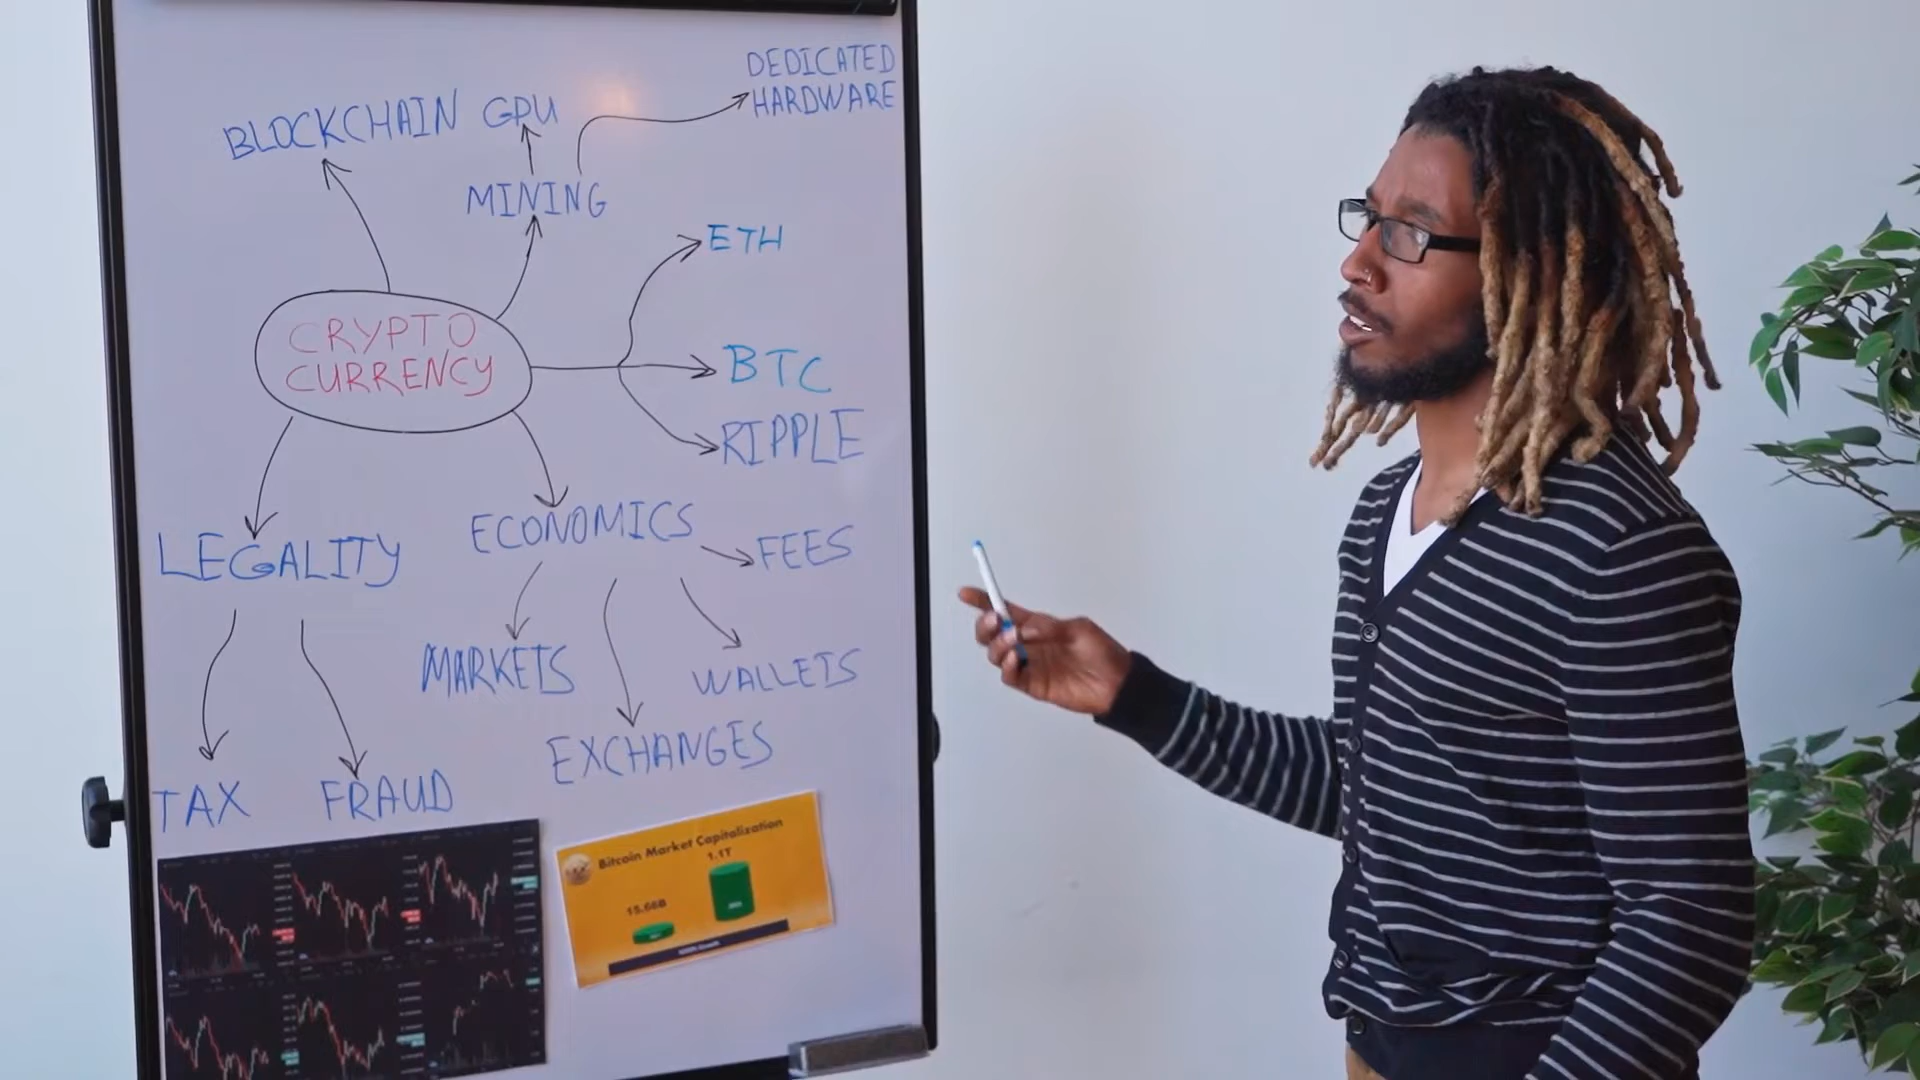 DEDICATED
HARDWARE
BLOCKCHAIN
GPU
MINING
ETH
CRYPTO
CURRENCY
BTC
RIPPLE
LEGALITY
ECONOMICS
FEES
MARKETS
WALLETS
EXCHANGES
TAX
FRAUD
Bitcoin Market Capitalization
1.1T
15.66B